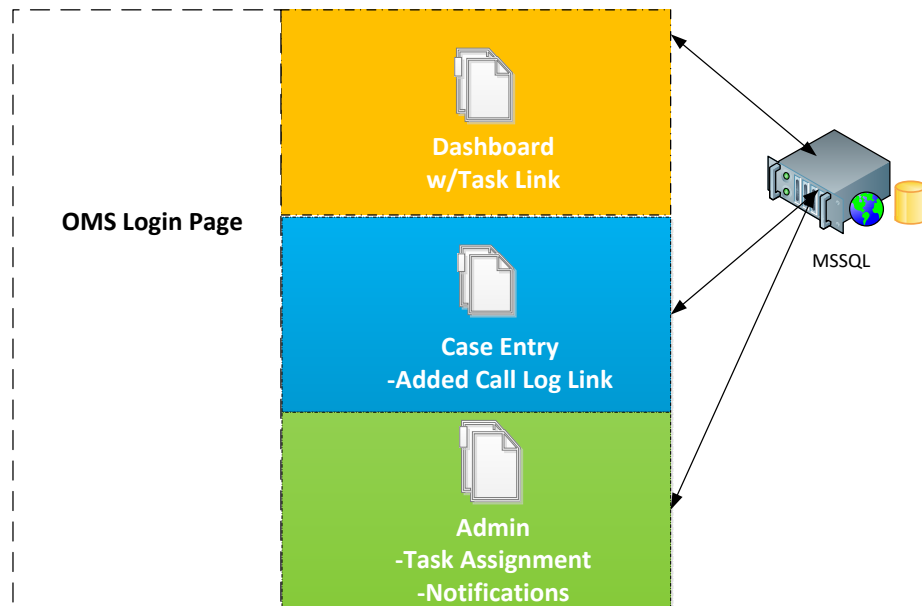 OMS Login Page
Dashboard
w/Task Link
MSSQL
Case Entry
-Added Call Log Link
Admin
-Task Assignment
-Notifications